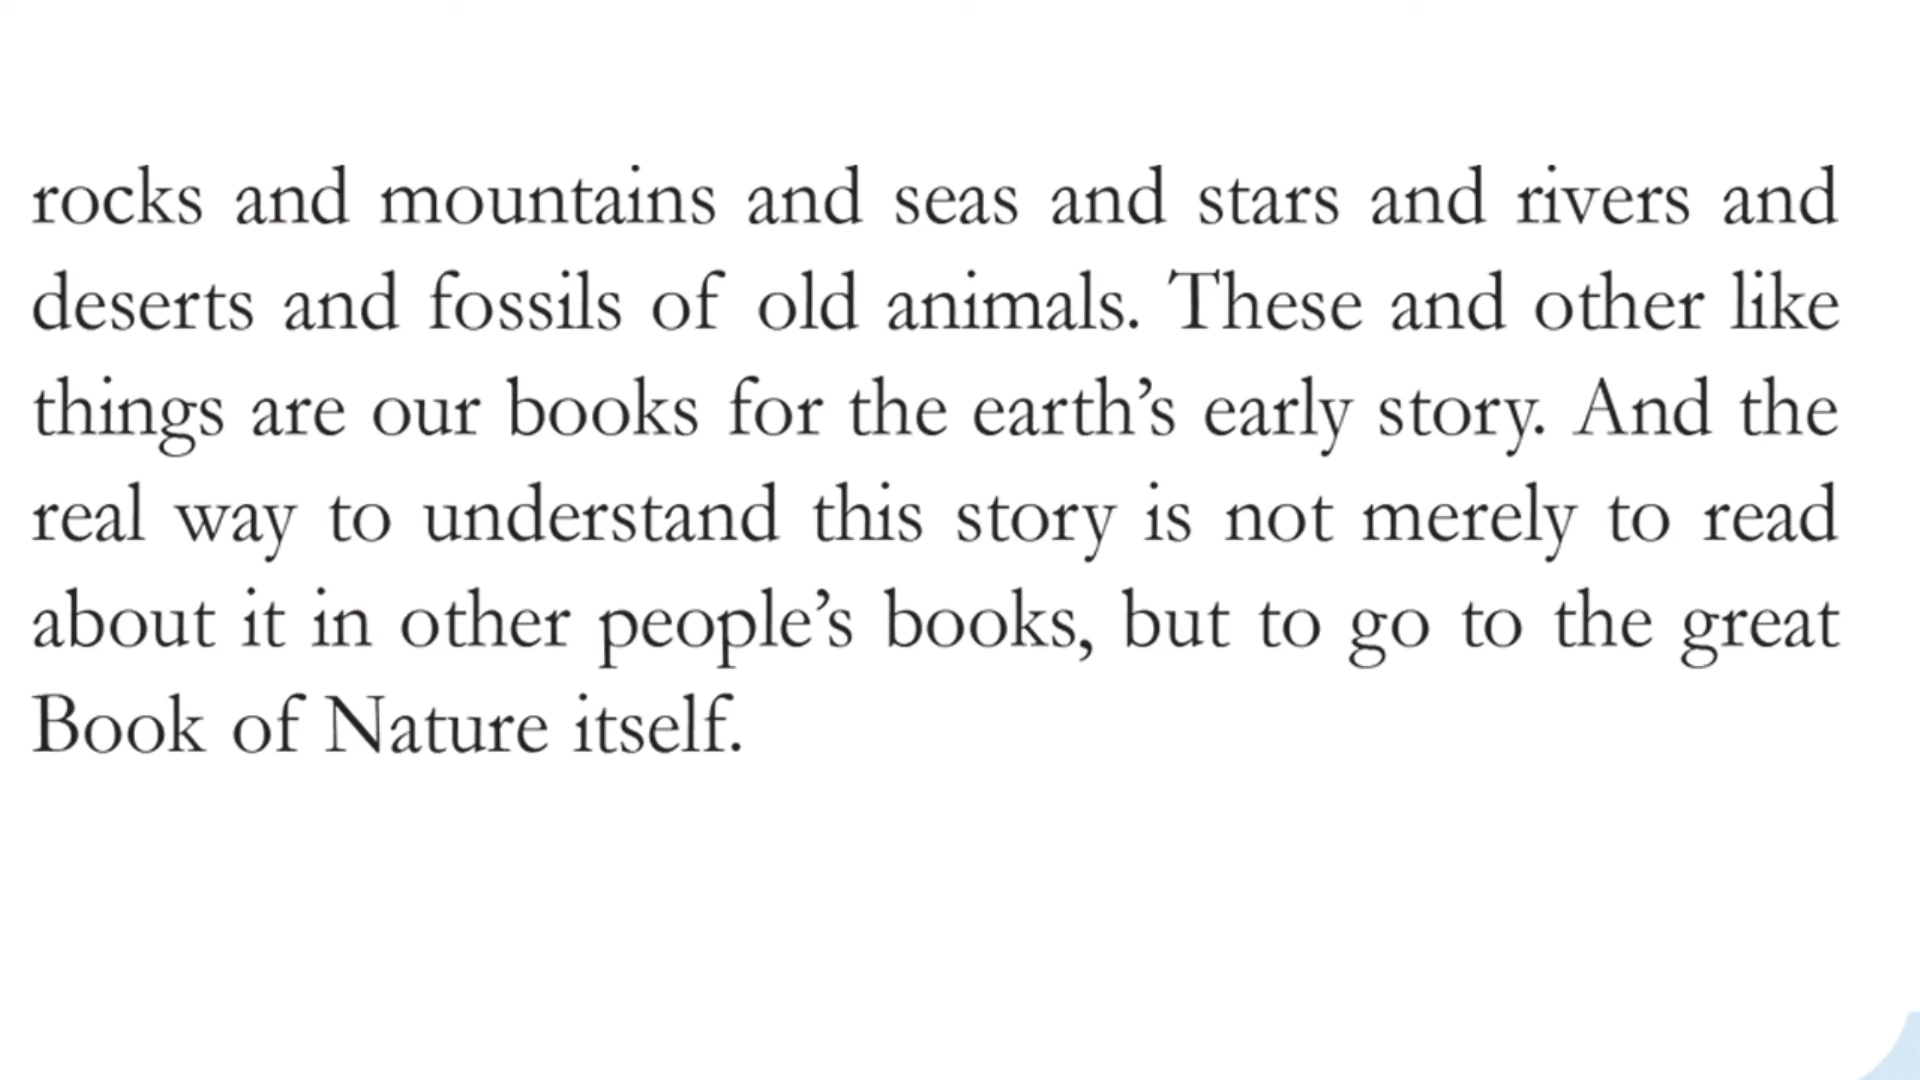 rocks and mountains and seas and stars and rivers and
deserts and fossils of old animals. These and other like
things are our books for the earth’s early story. And the
real way to understand this story is not merely to read
about it in other people’s books, but to go to the great
Book of Nature itself.